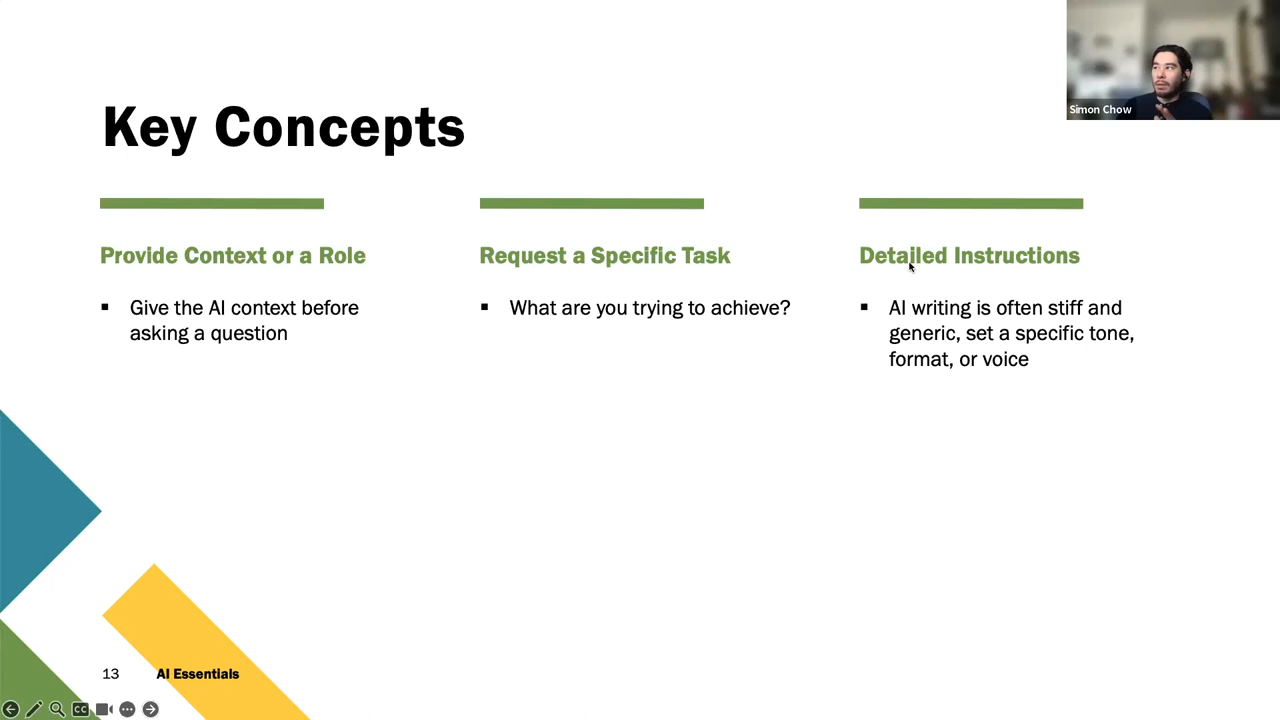 Simon Chow
Key Concepts
Provide Context or a Role
▪ Give the AI context before
asking a question
Request a Specific Task
▪ What are you trying to achieve?
Detailed Instructions
▪ AI writing is often stiff and
generic, set a specific tone,
format, or voice
13 AI Essentials
CC